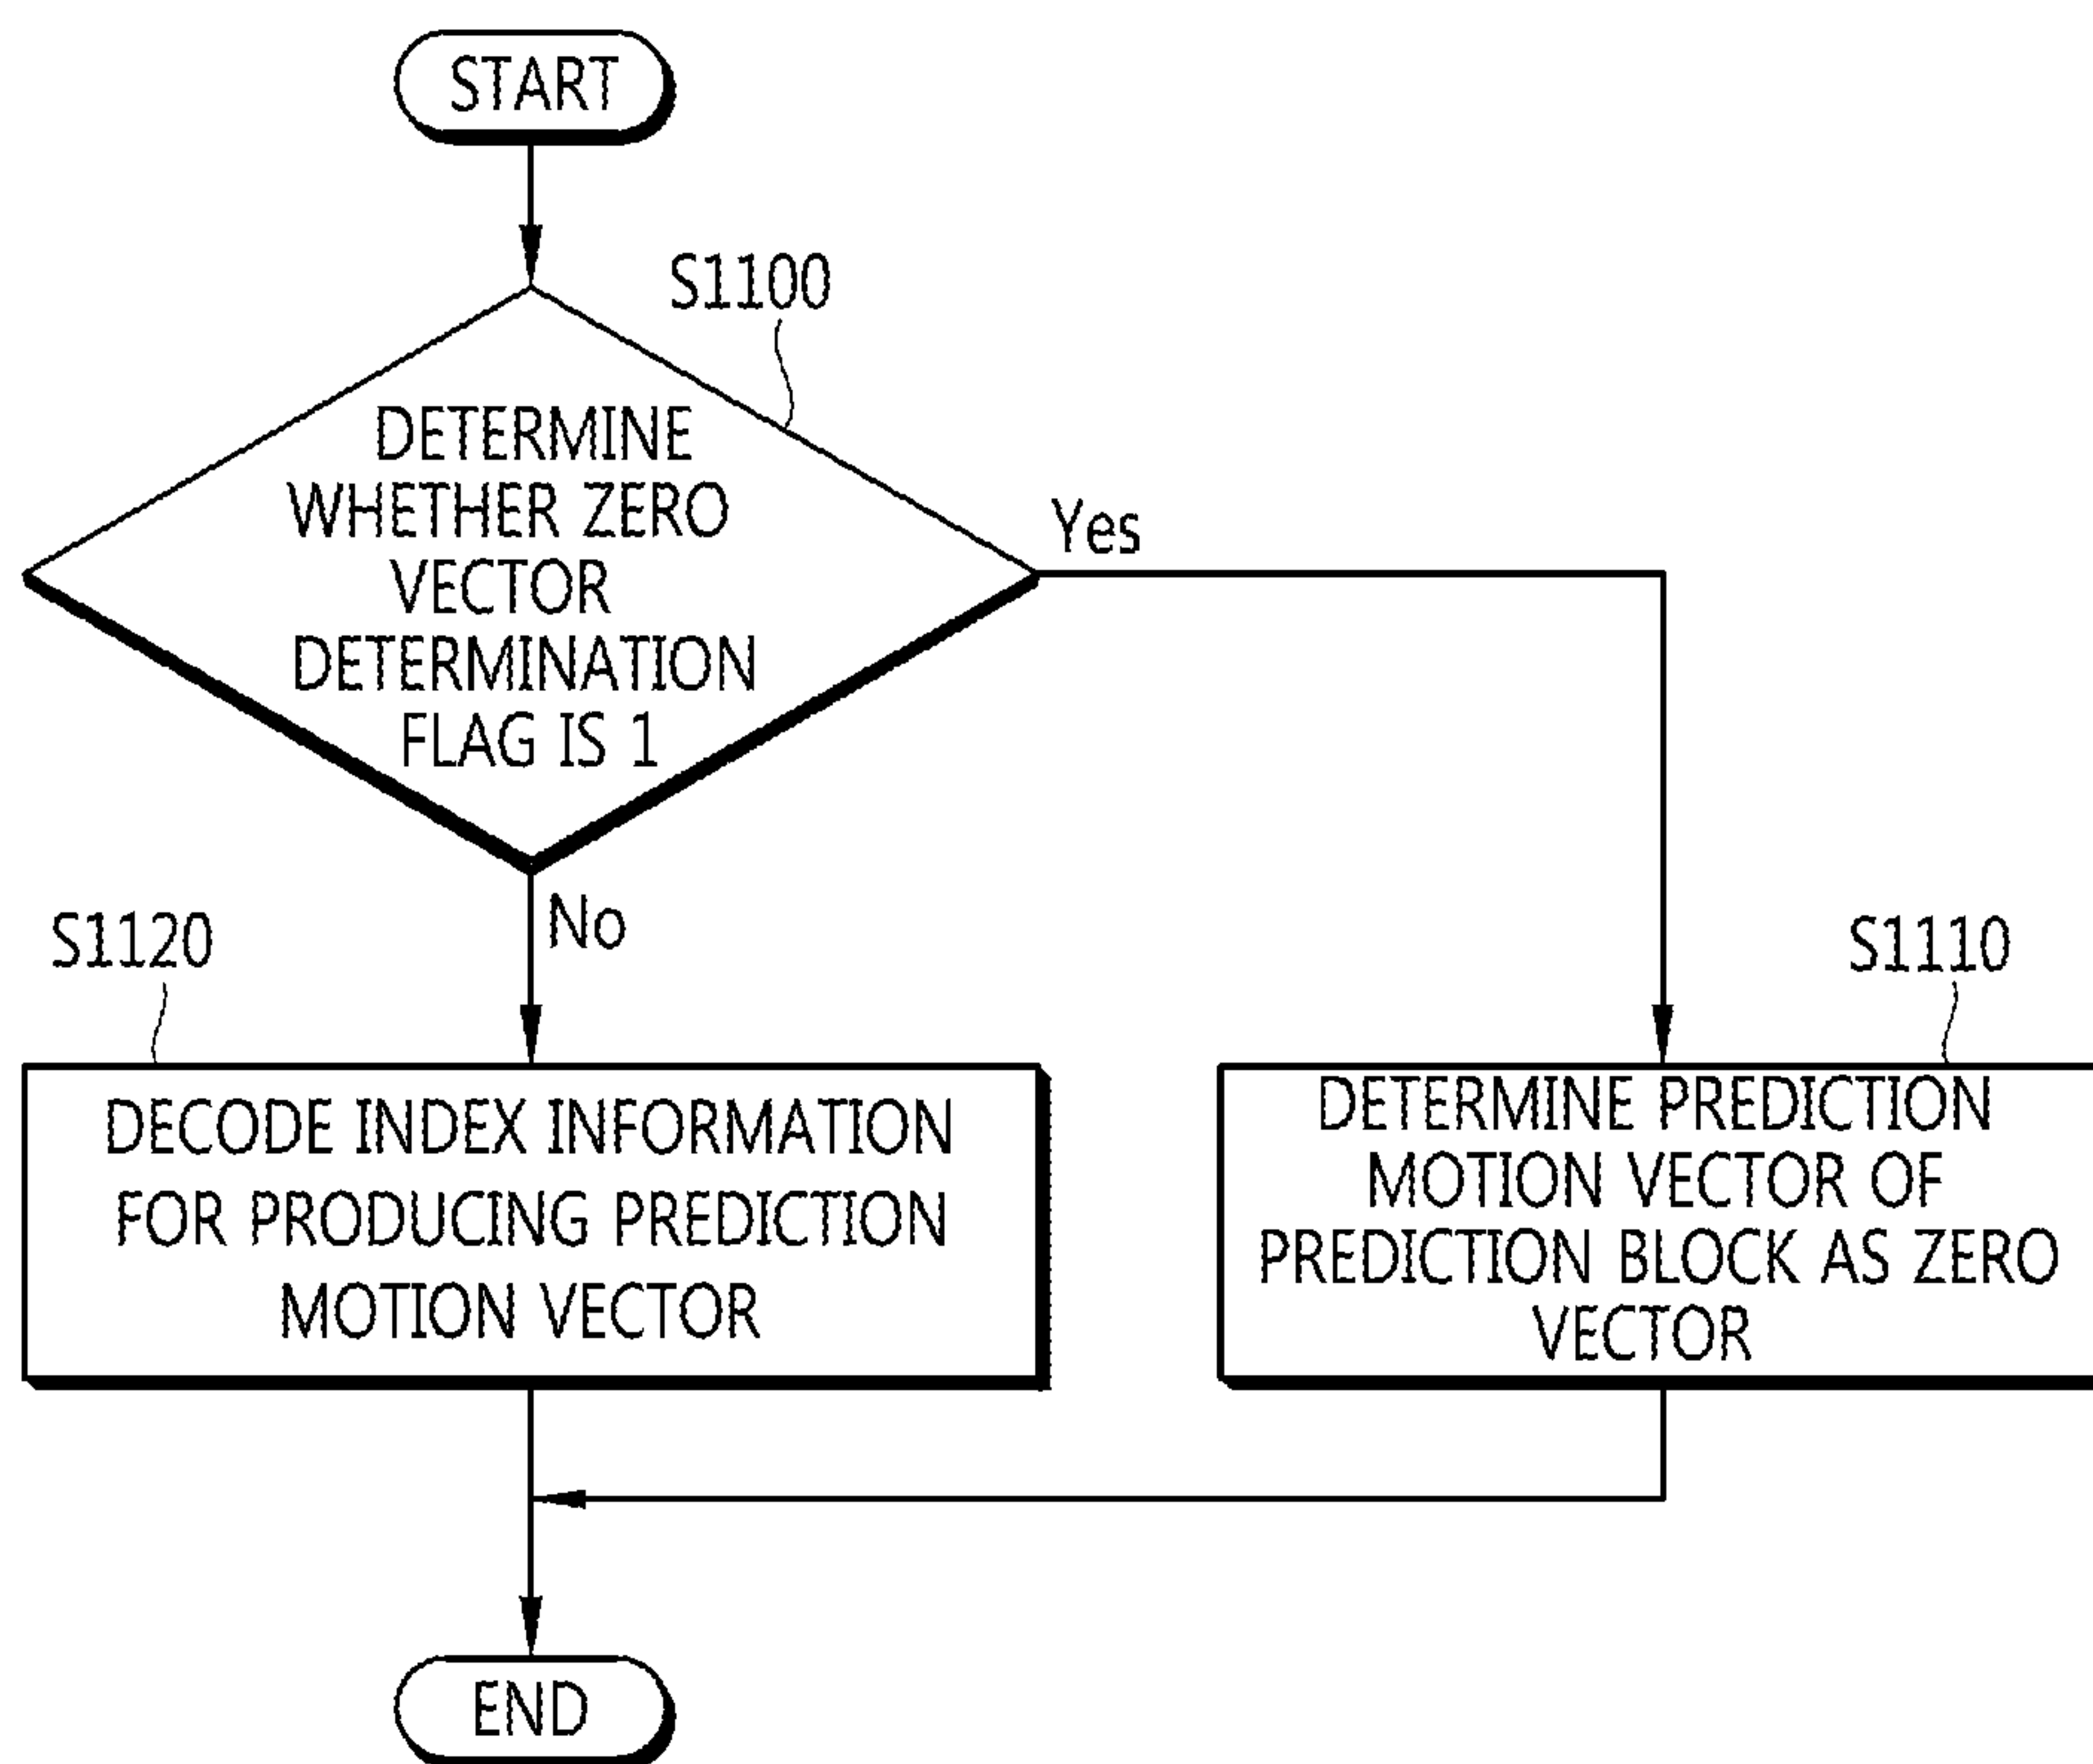 START
S1100
DETERMINE
WHETHER ZERO
VECTOR
DETERMINATION
FLAG IS 1
Yes
No
S1120
DECODE INDEX INFORMATION
FOR PRODUCING PREDICTION
MOTION VECTOR
S1110
DETERMINE PREDICTION
MOTION VECTOR OF
PREDICTION BLOCK AS ZERO
VECTOR
END